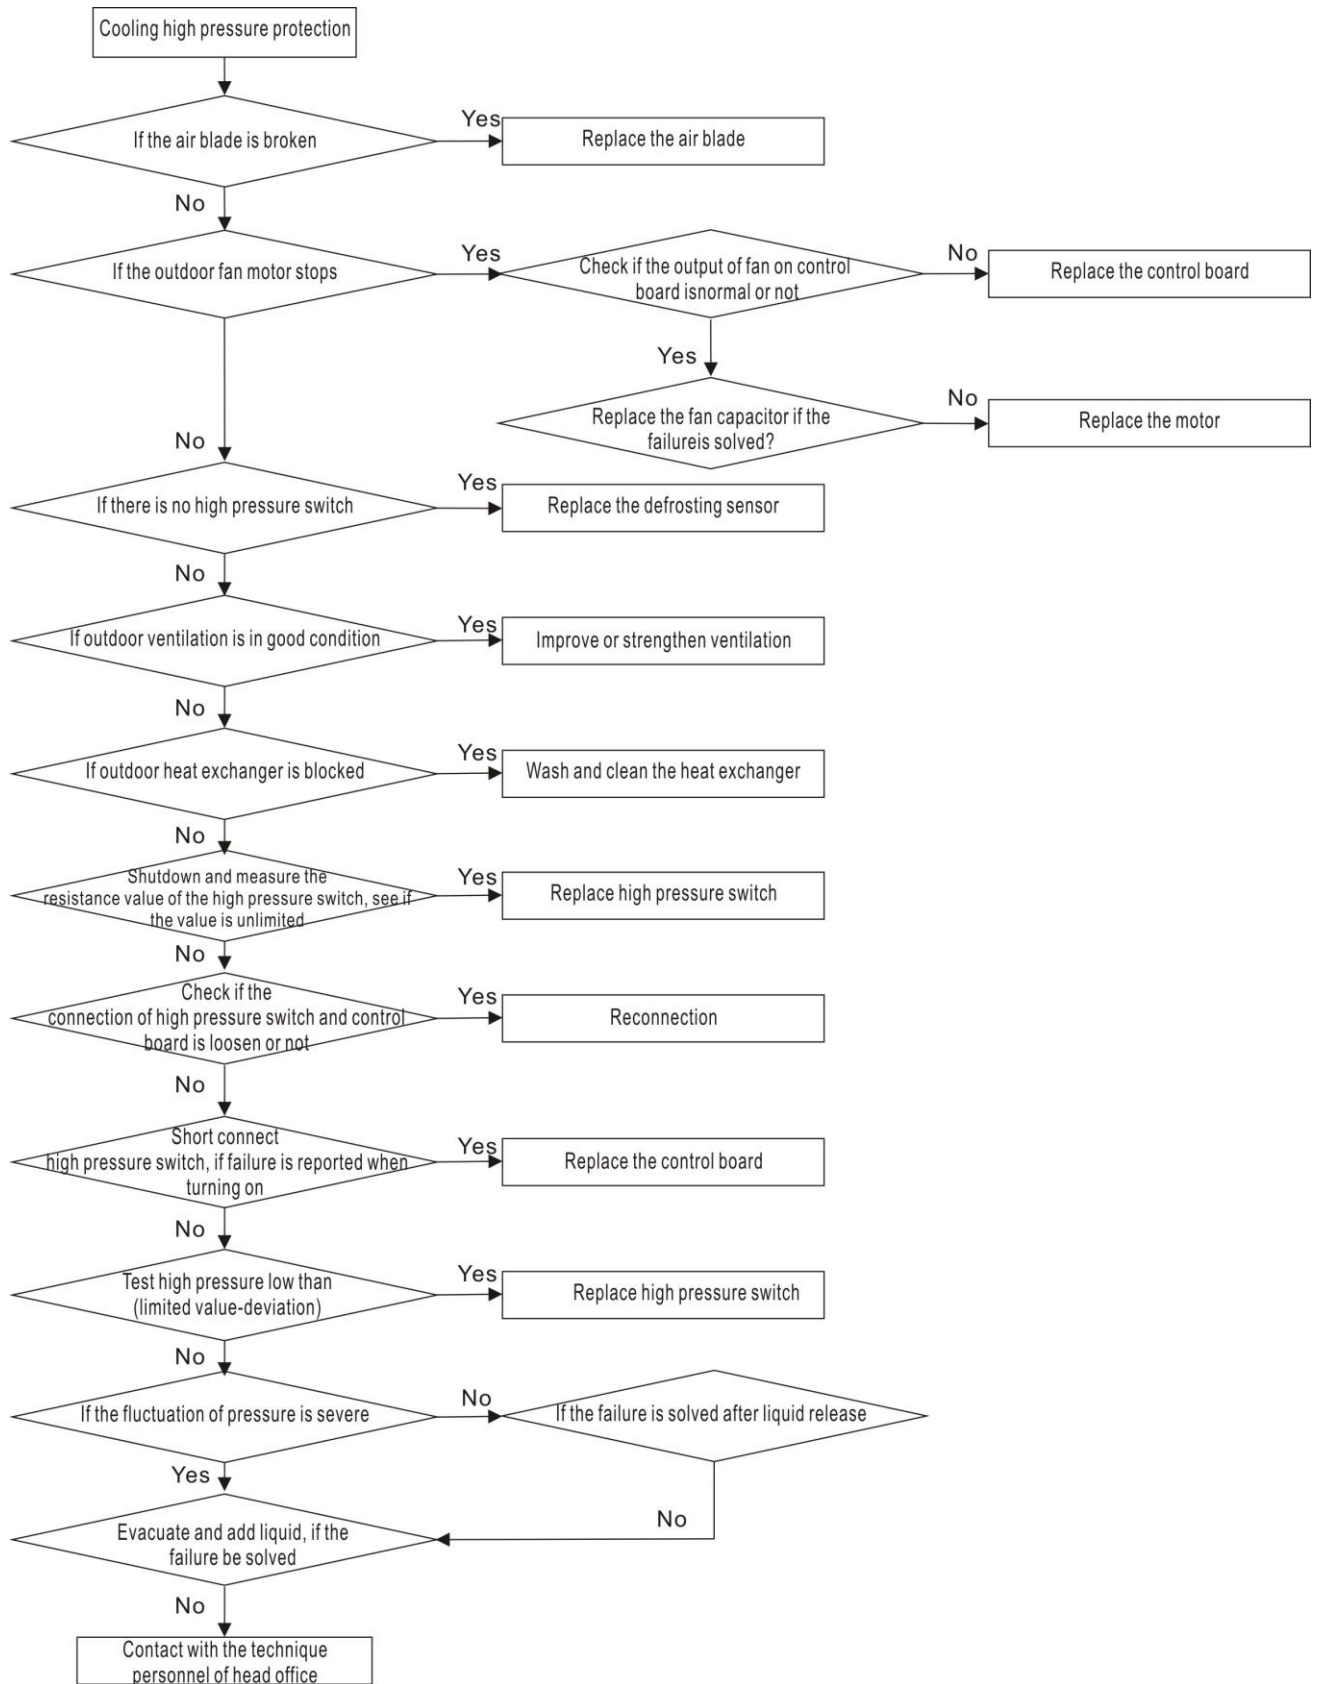 Cooling high pressure protection
If the air blade is broken
Yes
Replace the air blade
No
If the outdoor fan motor stops
Yes
Check if the output of fan on control
board isnormal or not
No
Replace the control board
Yes
Replace the fan capacitor if the
failureis solved?
No
Replace the motor
No
If there is no high pressure switch
Yes
Replace the defrosting sensor
No
If outdoor ventilation is in good condition
Yes
Improve or strengthen ventilation
No
If outdoor heat exchanger is blocked
Yes
Wash and clean the heat exchanger
No
Shutdown and measure the
resistance value of the high pressure switch, see if
the value is unlimited
Yes
Replace high pressure switch
No
Check if the
connection of high pressure switch and control
board is loosen or not
Yes
Reconnection
No
Short connect
high pressure switch, if failure is reported when
turning on
Yes
Replace the control board
No
Test high pressure low than
(limited value-deviation)
Yes
Replace high pressure switch
No
If the fluctuation of pressure is severe
No
If the failure is solved after liquid release
Yes
No
Evacuate and add liquid, if the
failure be solved
No
Contact with the technique
personnel of head office